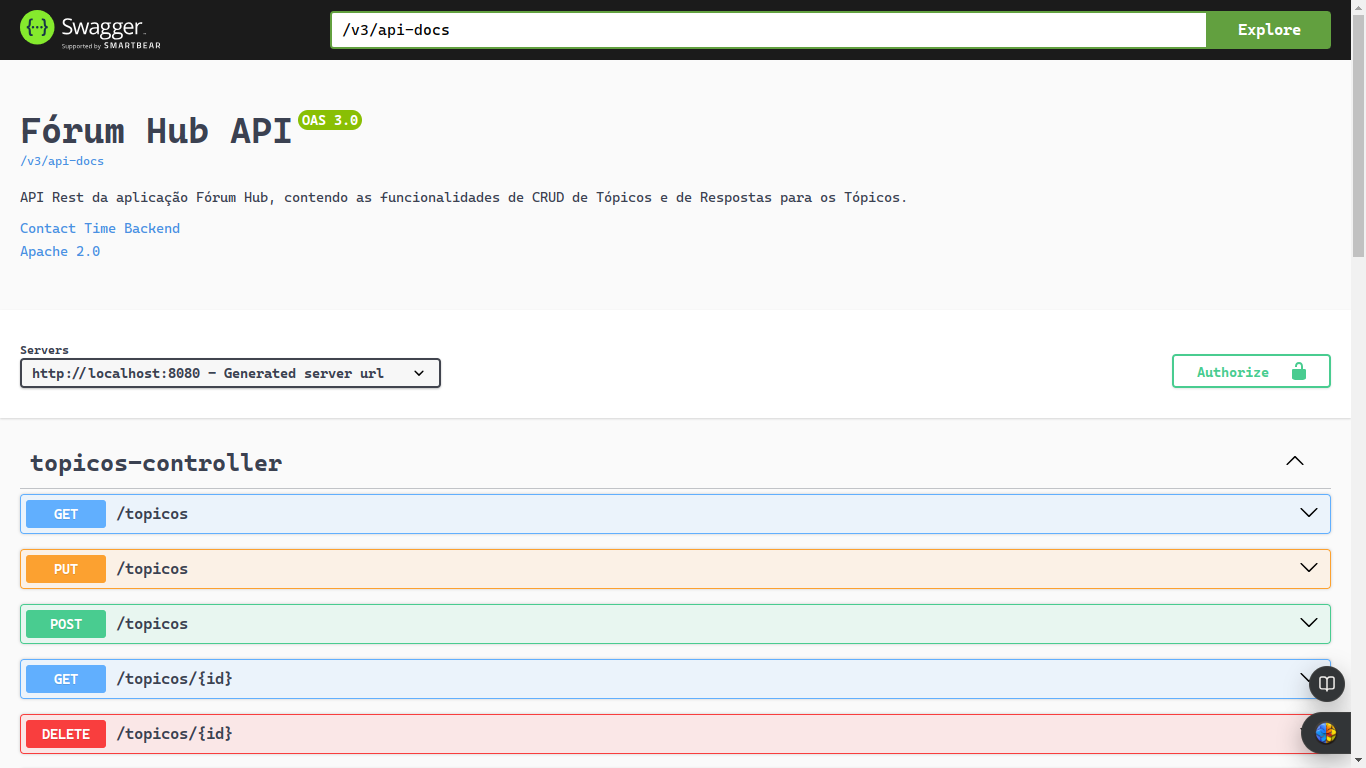 Swagger
Supported by SMARTBEAR
/v3/api-docs
Explore
Fórum Hub API
OAS 3.0
/v3/api-docs
API Rest da aplicação Fórum Hub, contendo as funcionalidades de CRUD de Tópicos e de Respostas para os Tópicos.
Contact Time Backend
Apache 2.0
Servers
http://localhost:8080 - Generated server url
Authorize
topicos-controller
GET /topicos
PUT /topicos
POST /topicos
GET /topicos/{id}
DELETE /topicos/{id}